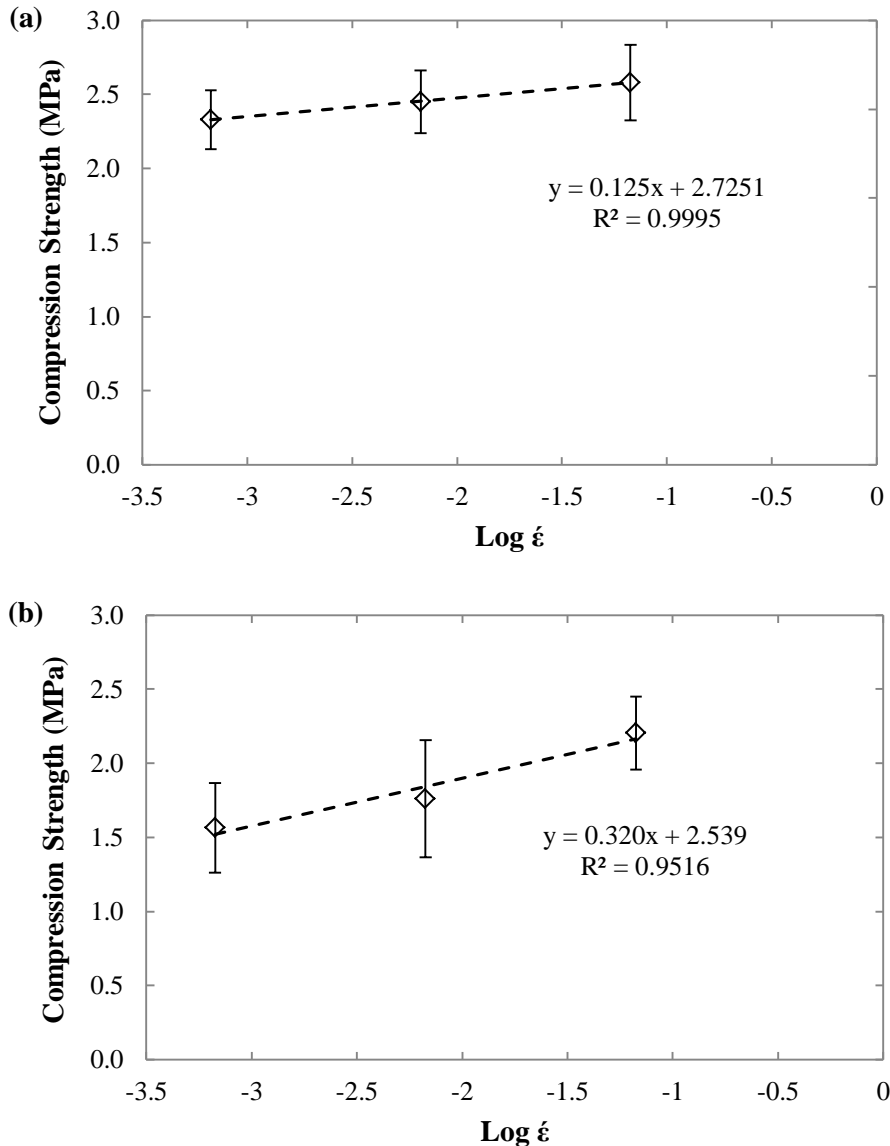 (a)
3.0
2.5
2.0
1.5
1.0
0.5
0.0
Compression Strength (MPa)
y = 0.125x + 2.7251
R² = 0.9995
-3.5 -3 -2.5 -2 -1.5 -1 -0.5 0
Log έ
(b)
3.0
2.5
2.0
1.5
1.0
0.5
0.0
Compression Strength (MPa)
y = 0.320x + 2.539
R² = 0.9516
-3.5 -3 -2.5 -2 -1.5 -1 -0.5 0
Log έ